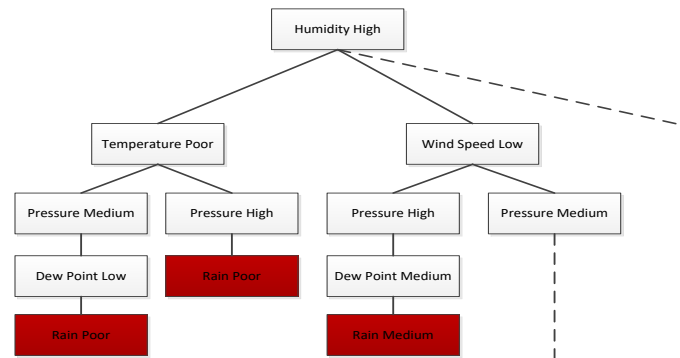 Humidity High
Temperature Poor
Wind Speed Low
Pressure Medium
Pressure High
Pressure High
Pressure Medium
Dew Point Low
Rain Poor
Dew Point Medium
Rain Poor
Rain Medium